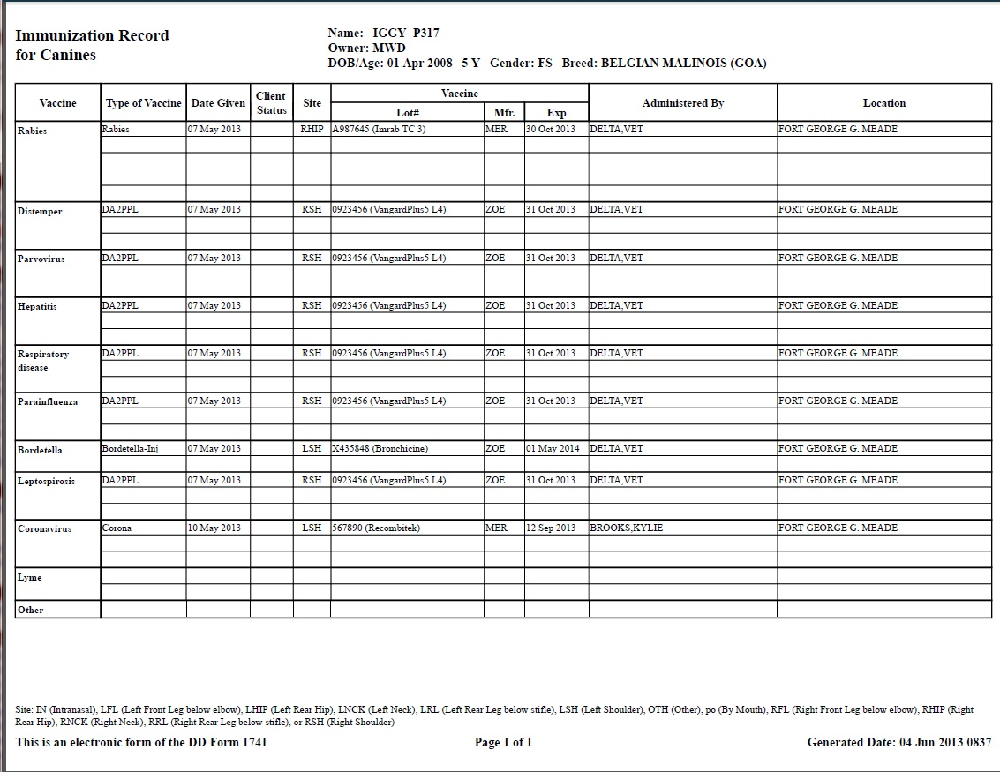 Immunization Record
for Canines
Name: IGGY P317
Owner: MWD
DOB/Age: 01 Apr 2008 5 Y Gender: FS Breed: BELGIAN MALINOIS (GOA)
Vaccine Type of Vaccine Date Given Client Status Site Vaccine Administered By Location
Lot# Mfr. Exp
Rabies Rabies 07 May 2013 RHIP A987645 (Imrab TC 3) MER 30 Oct 2013 DELTA,VET FORT GEORGE G. MEADE
Distemper DA2PPL 07 May 2013 RSH 0923456 (VangardPlus5 L4) ZOE 31 Oct 2013 DELTA,VET FORT GEORGE G. MEADE
Parvovirus DA2PPL 07 May 2013 RSH 0923456 (VangardPlus5 L4) ZOE 31 Oct 2013 DELTA,VET FORT GEORGE G. MEADE
Hepatitis DA2PPL 07 May 2013 RSH 0923456 (VangardPlus5 L4) ZOE 31 Oct 2013 DELTA,VET FORT GEORGE G. MEADE
Respiratory DA2PPL 07 May 2013 RSH 0923456 (VangardPlus5 L4) ZOE 31 Oct 2013 DELTA,VET FORT GEORGE G. MEADE
disease
Parainfluenza DA2PPL 07 May 2013 RSH 0923456 (VangardPlus5 L4) ZOE 31 Oct 2013 DELTA,VET FORT GEORGE G. MEADE
Bordetella Bordetella-Inj 07 May 2013 LSH X435848 (Bronchicine) ZOE 01 May 2014 DELTA,VET FORT GEORGE G. MEADE
Leptospirosis DA2PPL 07 May 2013 RSH 0923456 (VangardPlus5 L4) ZOE 31 Oct 2013 DELTA,VET FORT GEORGE G. MEADE
Coronavirus Corona 10 May 2013 LSH 567890 (Recombitek) MER 12 Sep 2013 BROOKS,KYLIE FORT GEORGE G. MEADE
Lyme
Other
Site: IN (Intranasal), LFL (Left Front Leg below elbow), LHIP (Left Rear Hip), LNCK (Left Neck), LRL (Left Rear Leg below stifle), LSH (Left Shoulder), OTH (Other), po (By Mouth), RFL (Right Front Leg below elbow), RHIP (Right
Rear Hip), RNCK (Right Neck), RRL (Right Rear Leg below stifle), or RSH (Right Shoulder)
This is an electronic form of the DD Form 1741 Page 1 of 1 Generated Date: 04 Jun 2013 0837